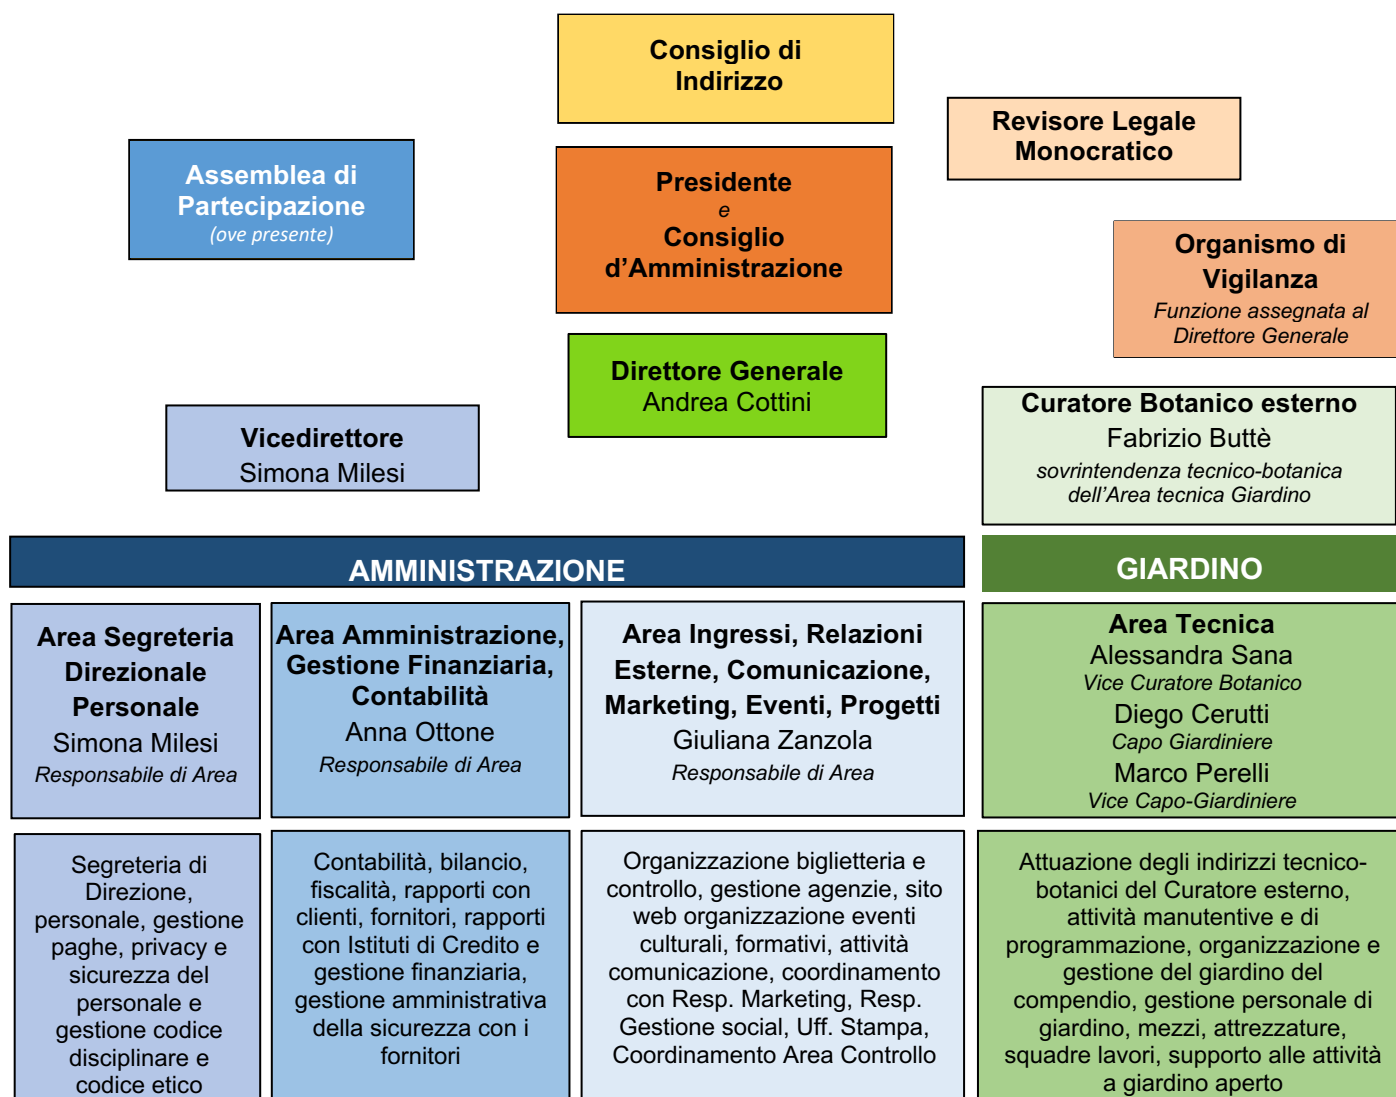 Consiglio di
Indirizzo
Revisore Legale
Monocratico
Assemblea di
Partecipazione
(ove presente)
Presidente
e
Consiglio
d’Amministrazione
Organismo di
Vigilanza
Funzione assegnata al
Direttore Generale
Direttore Generale
Andrea Cottini
Vicedirettore
Simona Milesi
Curatore Botanico esterno
Fabrizio Buttè
sovrintendenza tecnico-botanica
dell’Area tecnica Giardino
AMMINISTRAZIONE
GIARDINO
Area Segreteria
Direzionale
Personale
Simona Milesi
Responsabile di Area
Area Amministrazione,
Gestione Finanziaria,
Contabilità
Anna Ottone
Responsabile di Area
Area Ingressi, Relazioni
Esterne, Comunicazione,
Marketing, Eventi, Progetti
Giuliana Zanzola
Responsabile di Area
Area Tecnica
Alessandra Sana
Vice Curatore Botanico
Diego Cerutti
Capo Giardiniere
Marco Perelli
Vice Capo-Giardiniere
Segreteria di
Direzione,
personale, gestione
paghe, privacy e
sicurezza del
personale e
gestione codice
disciplinare e
codice etico
Contabilità, bilancio,
fiscalità, rapporti con
clienti, fornitori, rapporti
con Istituti di Credito e
gestione finanziaria,
gestione amministrativa
della sicurezza con i
fornitori
Organizzazione biglietteria e
controllo, gestione agenzie, sito
web organizzazione eventi
culturali, formativi, attività
comunicazione, coordinamento
con Resp. Marketing, Resp.
Gestione social, Uff. Stampa,
Coordinamento Area Controllo
Attuazione degli indirizzi tecnico-
botanici del Curatore esterno,
attività manutentive e di
programmazione, organizzazione e
gestione del giardino del
compendio, gestione personale di
giardino, mezzi, attrezzature,
squadre lavori, supporto alle attività
a giardino aperto